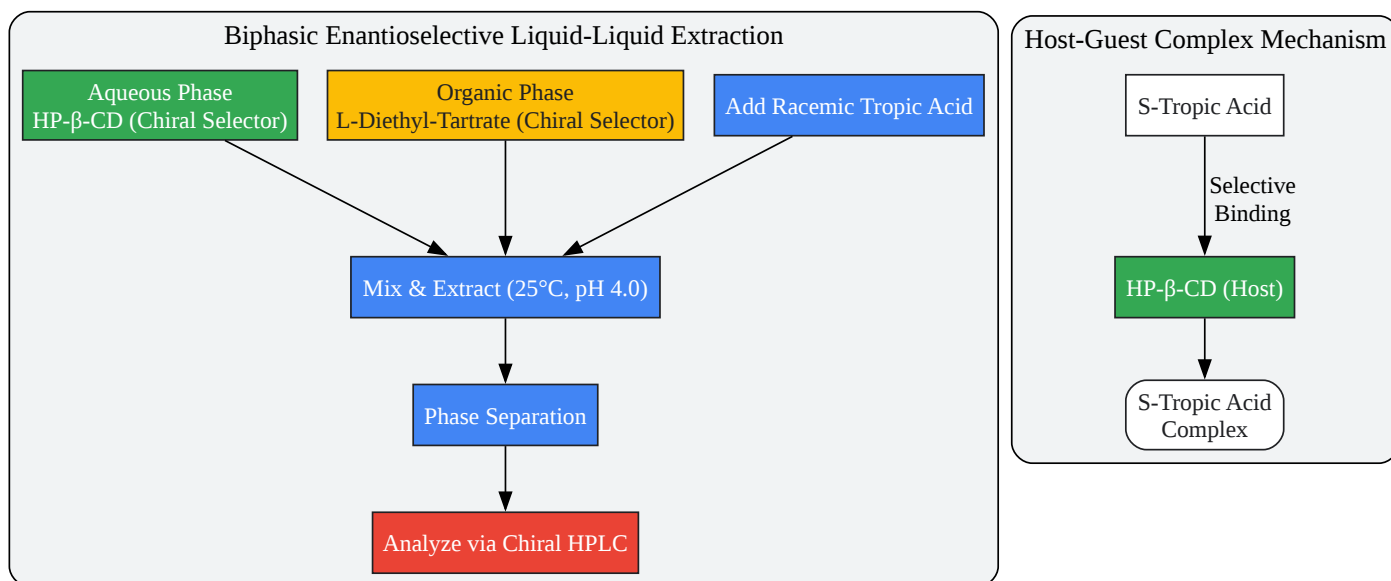 Biphasic Enantioselective Liquid-Liquid Extraction
Aqueous Phase
HP-β-CD (Chiral Selector)
Organic Phase
L-Diethyl-Tartrate (Chiral Selector)
Add Racemic Tropic Acid
Mix & Extract (25°C, pH 4.0)
Phase Separation
Analyze via Chiral HPLC
Host-Guest Complex Mechanism
S-Tropic Acid
Selective
Binding
HP-β-CD (Host)
S-Tropic Acid
Complex